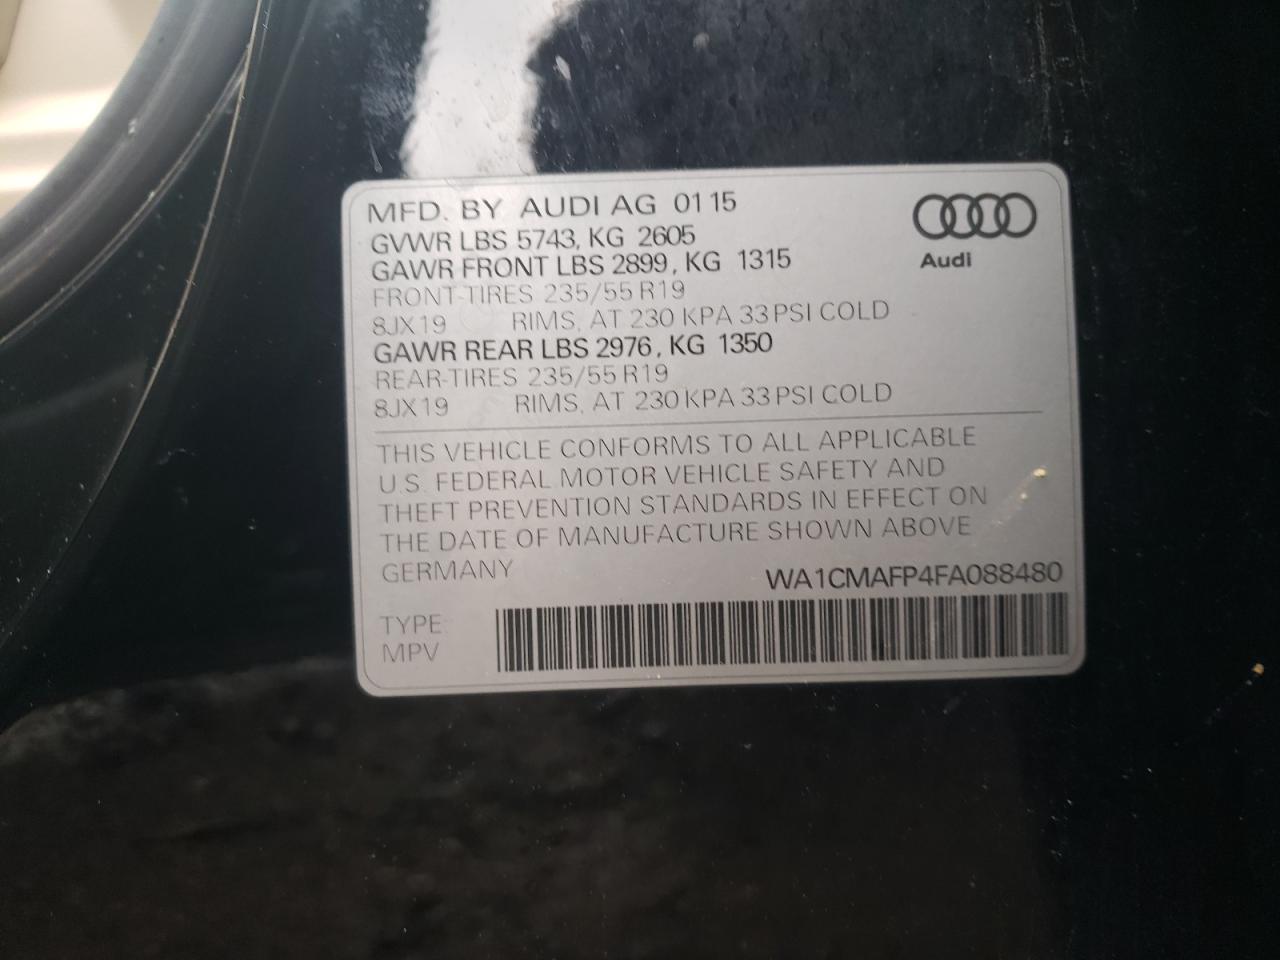 MFD. BY AUDI AG 01 15
GVWR LBS 5743, KG 2605
GAWR FRONT LBS 2899, KG 1315
FRONT-TIRES 235/55 R19
8JX19 RIMS, AT 230 KPA 33 PSI COLD
GAWR REAR LBS 2976, KG 1350
REAR-TIRES 235/55 R19
8JX19 RIMS, AT 230 KPA 33 PSI COLD
Audi
THIS VEHICLE CONFORMS TO ALL APPLICABLE
U.S. FEDERAL MOTOR VEHICLE SAFETY AND
THEFT PREVENTION STANDARDS IN EFFECT ON
THE DATE OF MANUFACTURE SHOWN ABOVE
GERMANY
WA1CMAFP4FA088480
TYPE
MPV